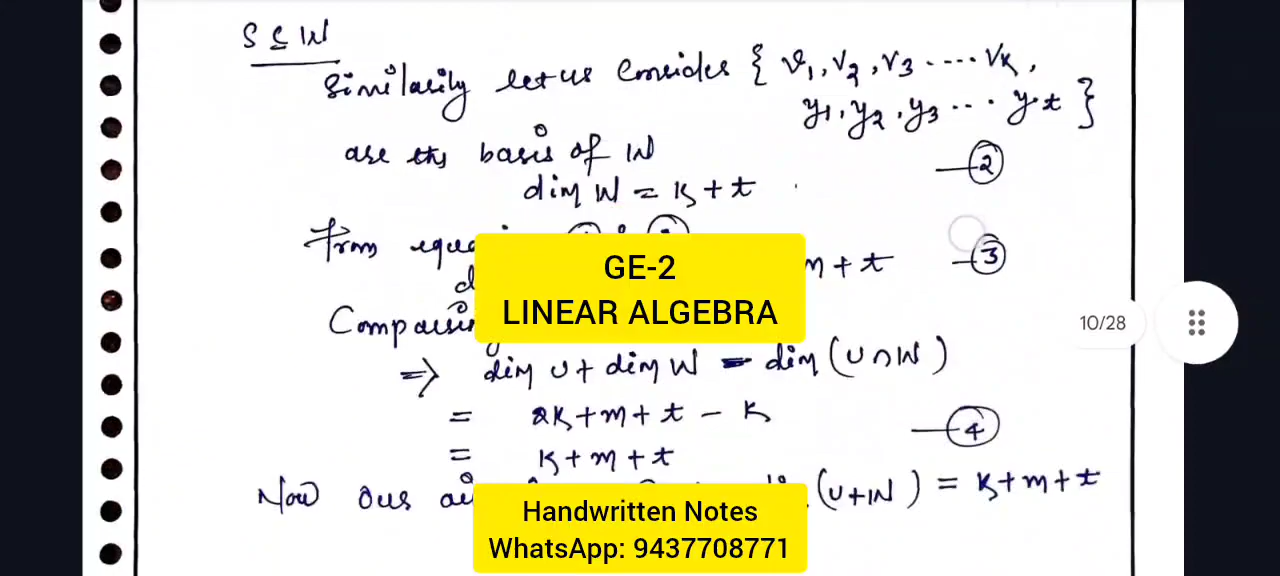 S ⊆ W
Similarly let us Consider { v1, v2, v3 ---- vk,
y1, y2, y3 --- yt }
are the basis of W
—②
dim W = k + t
From equa
m + t —③
GE-2
LINEAR ALGEBRA
10/28
⇒ dim U + dim W - dim (U ∩ W)
= 2k + m + t - k
—④
= k + m + t
Now Our (U + W) = k + m + t
Handwritten Notes
WhatsApp: 9437708771